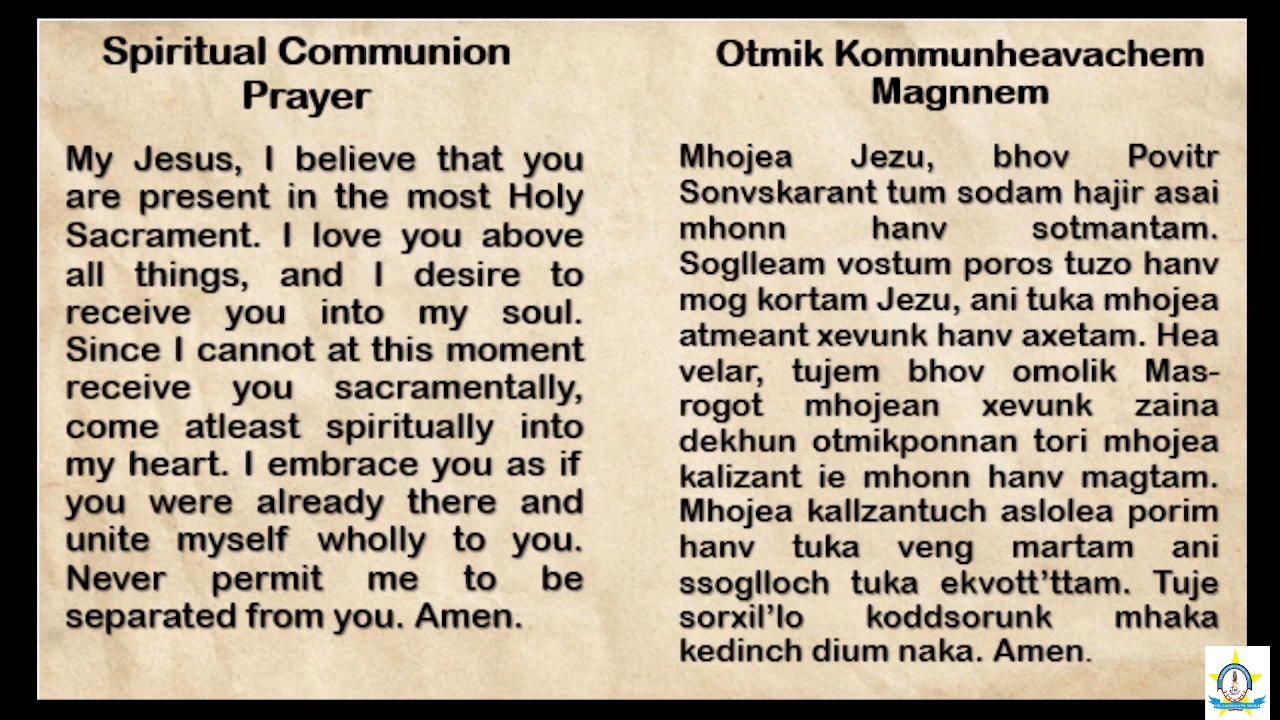 Spiritual Communion
Prayer
My Jesus, I believe that you
are present in the most Holy
Sacrament. I love you above
all things, and I desire to
receive you into my soul.
Since I cannot at this moment
receive you sacramentally,
come atleast spiritually into
my heart. I embrace you as if
you were already there and
unite myself wholly to you.
Never permit me to be
separated from you. Amen.
Otmik Kommunheavachem
Magnnem
Mhojea Jezu, bhov Povitr
Sonvskarant tum sodam hajir asai
mhonn hanv sotmantam.
Soglleam vostum poros tuzo hanv
mog kortam Jezu, ani tuka mhojea
atmeant xevunk hanv axetam. Hea
velar, tujem bhov omolik Mas-
rogot mhojean xevunk zaina
dekhun otmikponnan tori mhojea
kalizant ie mhonn hanv magtam.
Mhojea kallzantuch aslolea porim
hanv tuka veng martam ani
ssoglloch tuka ekvott'ttam. Tuje
sorxil'lo koddsorunk mhaka
kedinch dium naka. Amen.